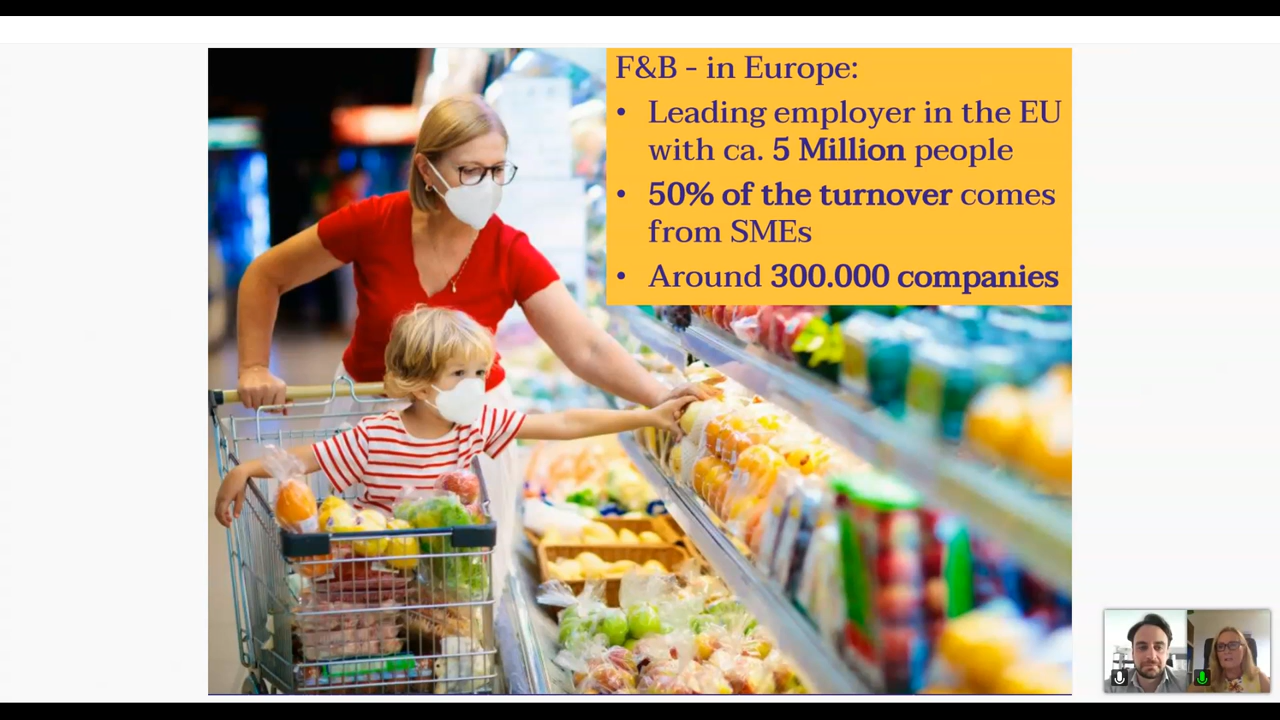 F&B - in Europe:
• Leading employer in the EU
with ca. 5 Million people
• 50% of the turnover comes
from SMEs
• Around 300.000 companies